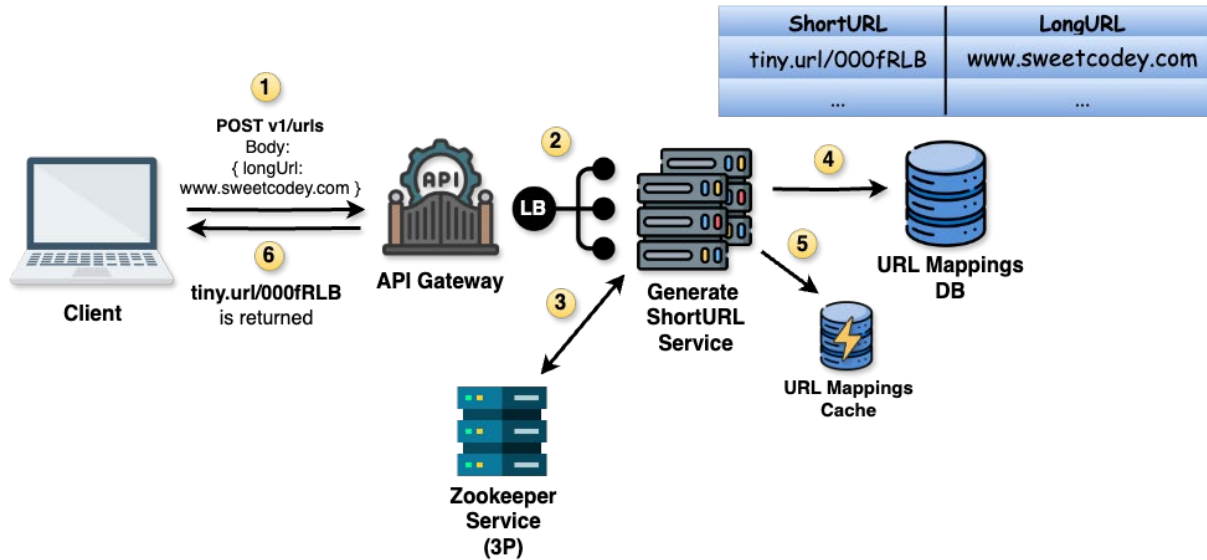 ShortURL LongURL
tiny.url/000fRLB www.sweetcodey.com
... ...
1
POST v1/urls
Body:
{ longUrl:
www.sweetcodey.com }
6
tiny.url/000fRLB
is returned
Client
API
API Gateway
2
LB
3
Generate
ShortURL
Service
4
URL Mappings
DB
5
URL Mappings
Cache
Zookeeper
Service
(3P)